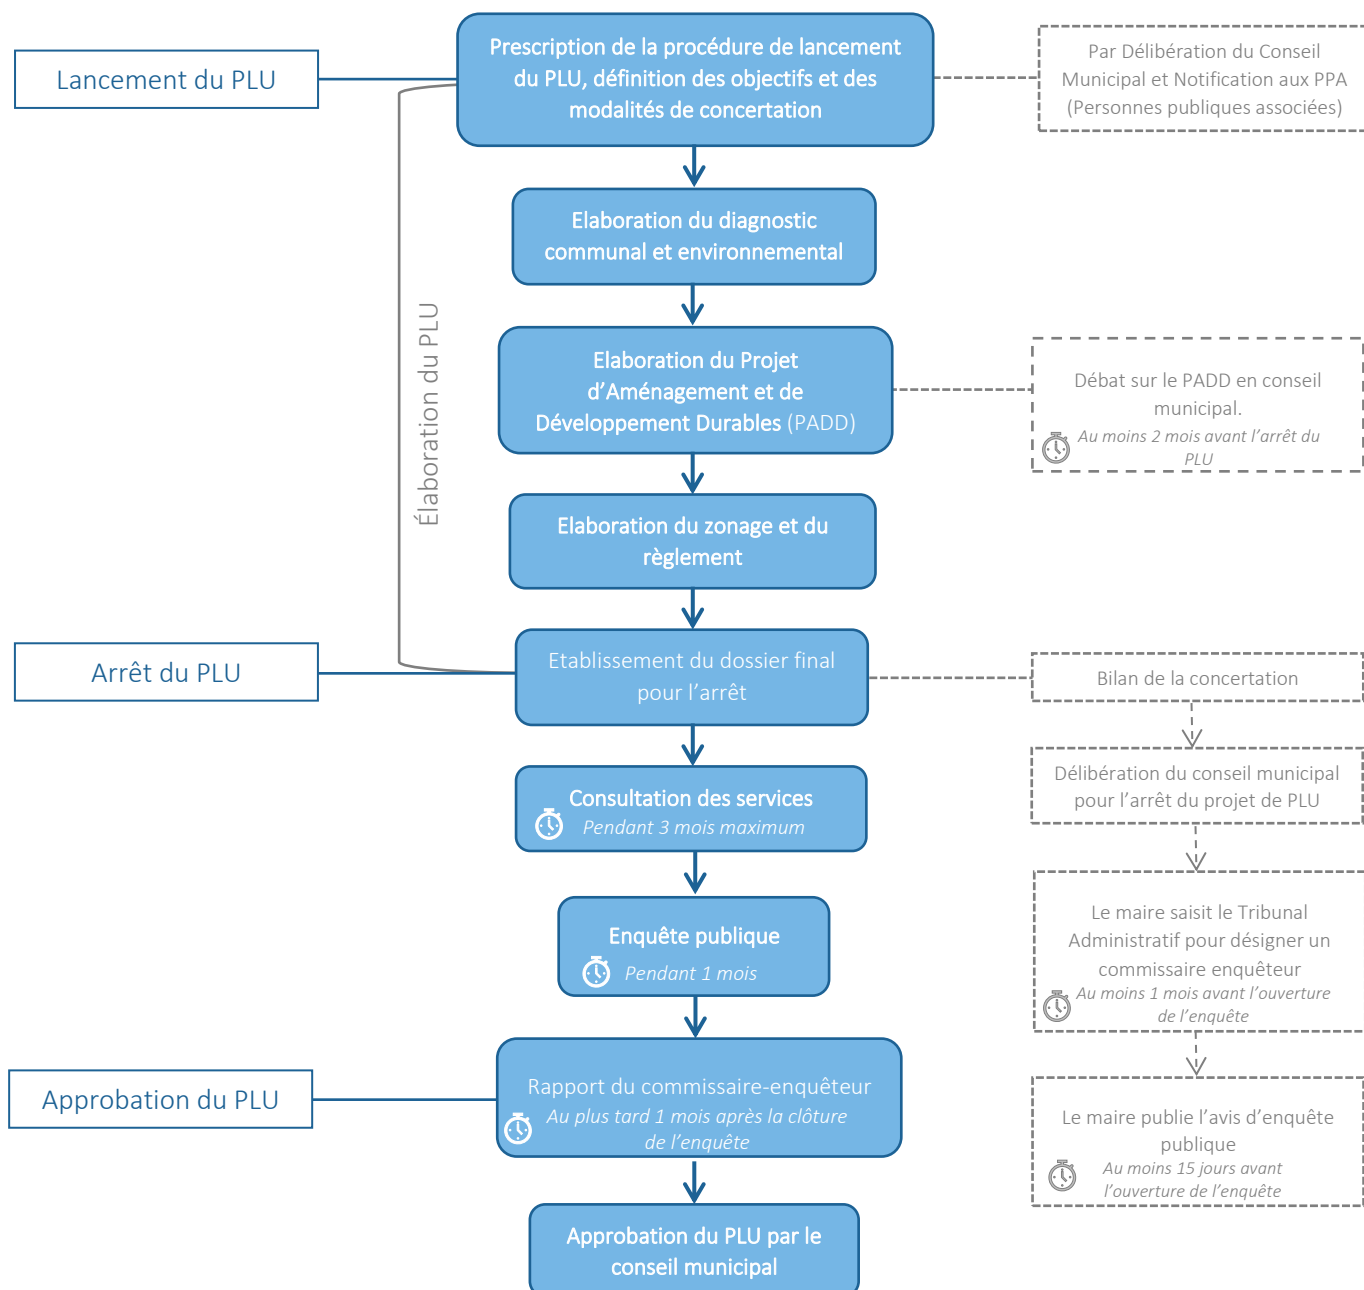 Lancement du PLU
Prescription de la procédure de lancement
du PLU, définition des objectifs et des
modalités de concertation
Par Délibération du Conseil
Municipal et Notification aux PPA
(Personnes publiques associées)
Elaboration du diagnostic
communal et environnemental
Élaboration du PLU
Elaboration du Projet
d’Aménagement et de
Développement Durables (PADD)
Débat sur le PADD en conseil
municipal.
Au moins 2 mois avant l’arrêt du
PLU
Elaboration du zonage et du
règlement
Arrêt du PLU
Etablissement du dossier final
pour l’arrêt
Bilan de la concertation
Délibération du conseil municipal
pour l’arrêt du projet de PLU
Consultation des services
Pendant 3 mois maximum
Le maire saisit le Tribunal
Administratif pour désigner un
commissaire enquêteur
Au moins 1 mois avant l’ouverture
de l’enquête
Enquête publique
Pendant 1 mois
Approbation du PLU
Rapport du commissaire-enquêteur
Au plus tard 1 mois après la clôture
de l’enquête
Le maire publie l’avis d’enquête
publique
Au moins 15 jours avant
l’ouverture de l’enquête
Approbation du PLU par le
conseil municipal